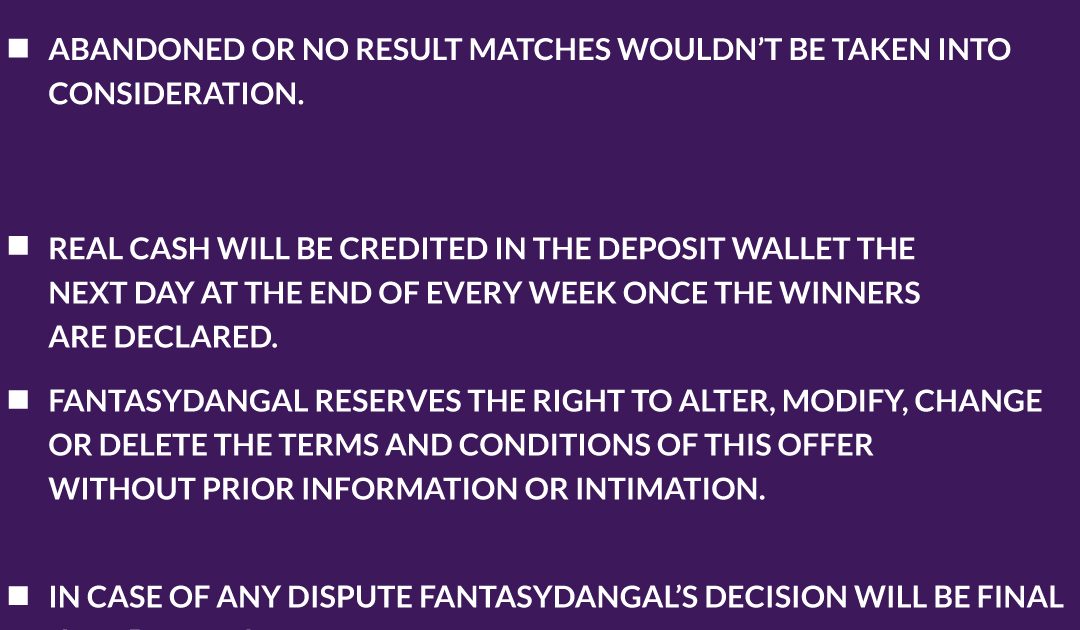 ABANDONED OR NO RESULT MATCHES WOULDN’T BE TAKEN INTO
CONSIDERATION.
REAL CASH WILL BE CREDITED IN THE DEPOSIT WALLET THE
NEXT DAY AT THE END OF EVERY WEEK ONCE THE WINNERS
ARE DECLARED.
FANTASYDANGAL RESERVES THE RIGHT TO ALTER, MODIFY, CHANGE
OR DELETE THE TERMS AND CONDITIONS OF THIS OFFER
WITHOUT PRIOR INFORMATION OR INTIMATION.
IN CASE OF ANY DISPUTE FANTASYDANGAL’S DECISION WILL BE FINAL